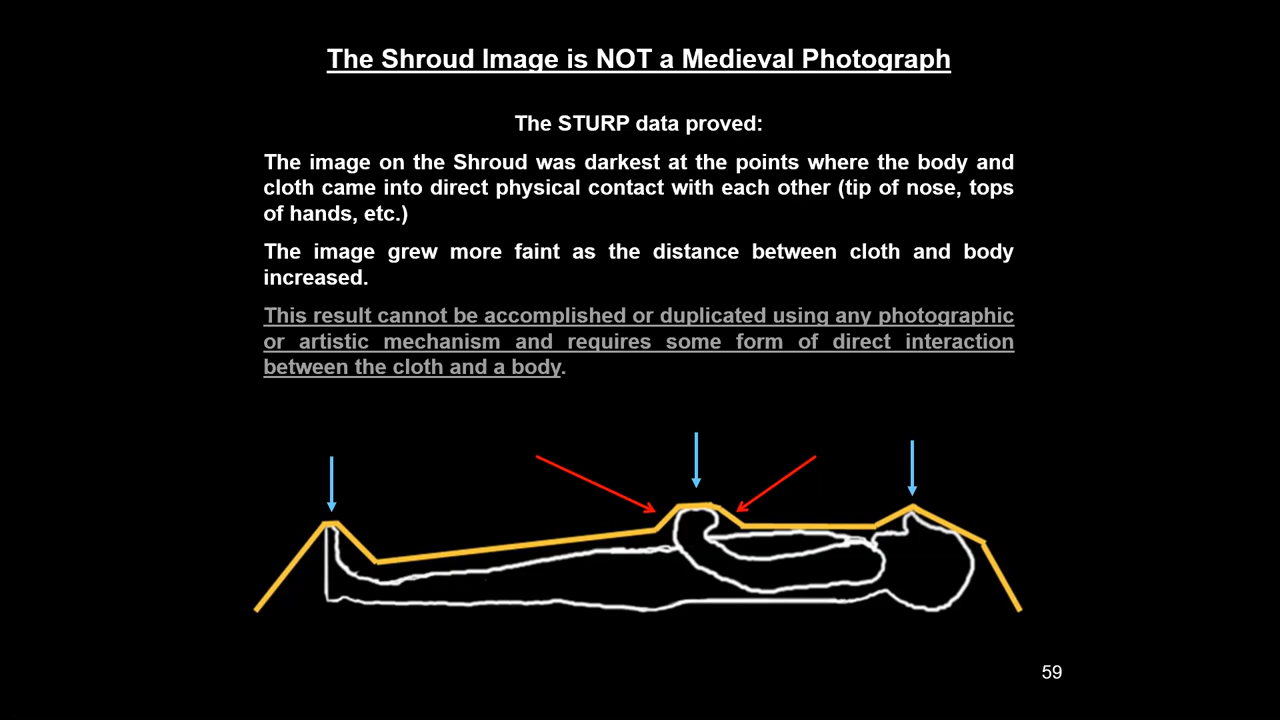 The Shroud Image is NOT a Medieval Photograph
The STURP data proved:
The image on the Shroud was darkest at the points where the body and
cloth came into direct physical contact with each other (tip of nose, tops
of hands, etc.)
The image grew more faint as the distance between cloth and body
increased.
This result cannot be accomplished or duplicated using any photographic
or artistic mechanism and requires some form of direct interaction
between the cloth and a body.
59